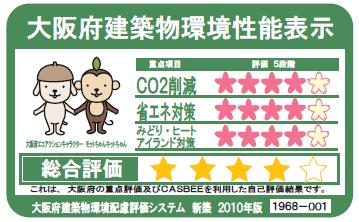 大阪府建築物環境性能表示
重点項目 評価 5段階
CO2削減
省エネ対策
みどり・ヒート
アイランド対策
大阪府エコアクションキャラクター モットちゃんキットちゃん
総合評価
これは、大阪府の重点評価及びCASBEEを利用した自己評価結果です。
大阪府建築物環境配慮評価システム 新築 2010年版 1968-001